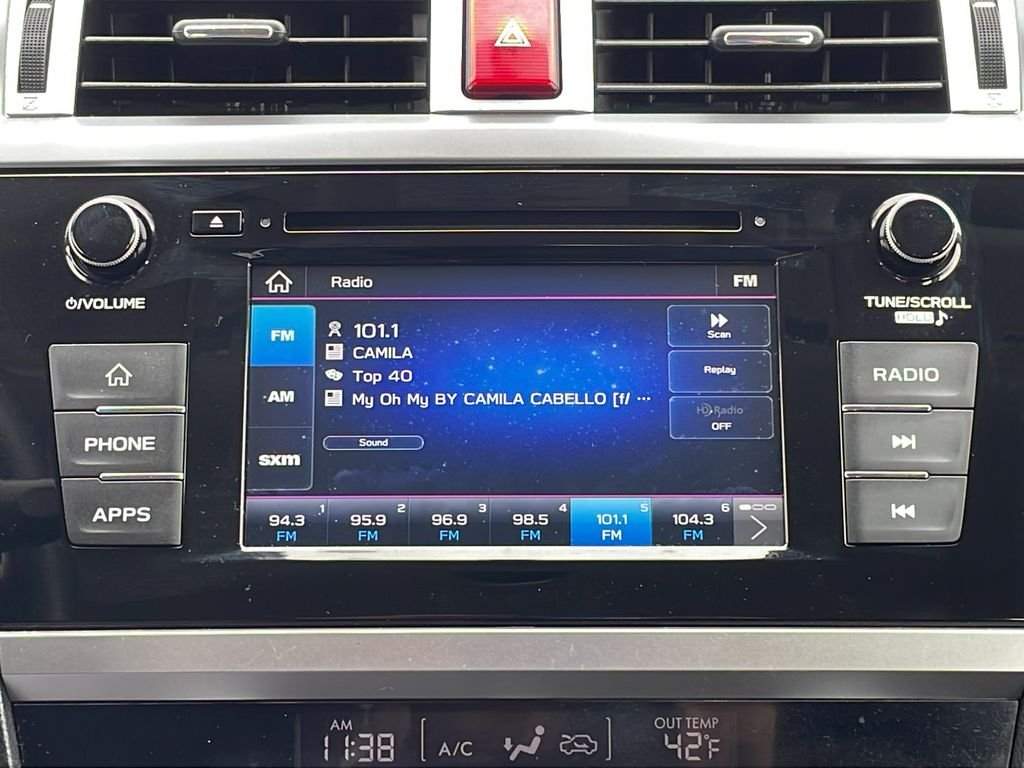 Radio FM
⏻/VOLUME
TUNE/SCROLL
HOLD
FM
101.1
CAMILA
Top 40
My Oh My BY CAMILA CABELLO [f/ ...
AM
sxm
Sound
Scan
Replay
HD Radio
OFF
PHONE
APPS
RADIO
1 2 3 4 5 6
94.3 95.9 96.9 98.5 101.1 104.3
FM FM FM FM FM FM
AM
11:38
A/C
OUT TEMP
42°F